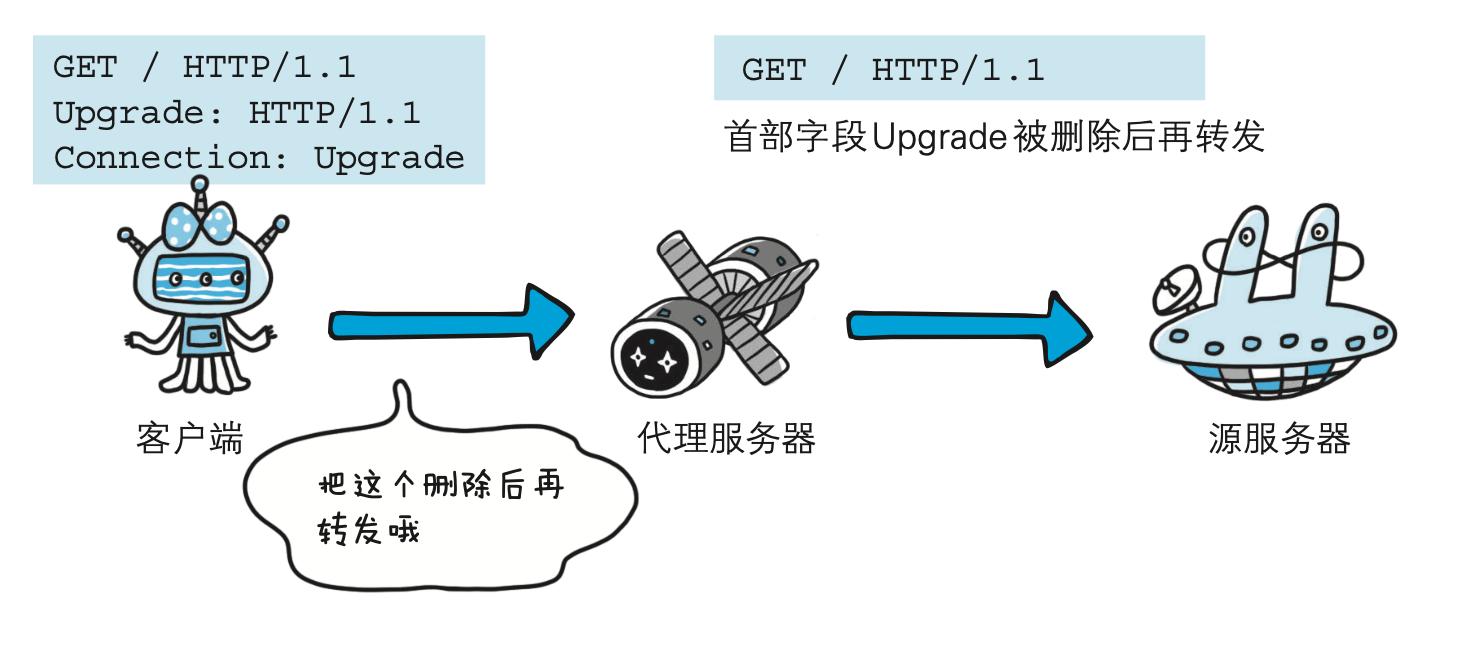 GET / HTTP/1.1
Upgrade: HTTP/1.1
Connection: Upgrade
GET / HTTP/1.1
首部字段Upgrade被删除后再转发
客户端
代理服务器
源服务器
把这个删除后再
转发哦